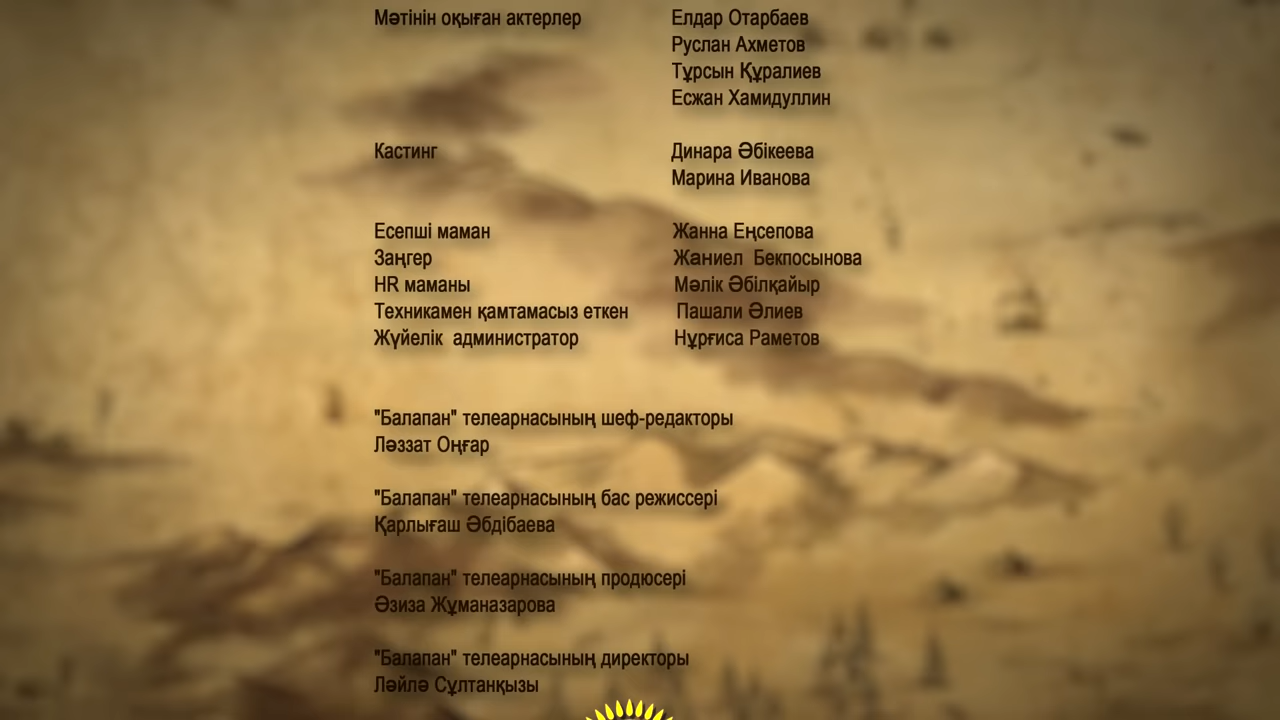 Мәтінін оқыған актерлер Елдар Отарбаев
Руслан Ахметов
Тұрсын Құралиев
Есжан Хамидуллин
Кастинг Динара Әбікеева
Марина Иванова
Есепші маман Жанна Еңсепова
Заңгер Жаниел Бекпосынова
HR маманы Мәлік Әбілқайыр
Техникамен қамтамасыз еткен Пашали Әлиев
Жүйелік администратор Нұрғиса Раметов
"Балапан" телеарнасының шеф-редакторы
Ләззат Оңғар
"Балапан" телеарнасының бас режиссері
Қарлығаш Әбдібаева
"Балапан" телеарнасының продюсері
Әзиза Жұманазарова
"Балапан" телеарнасының директоры
Ләйлә Сұлтанқызы